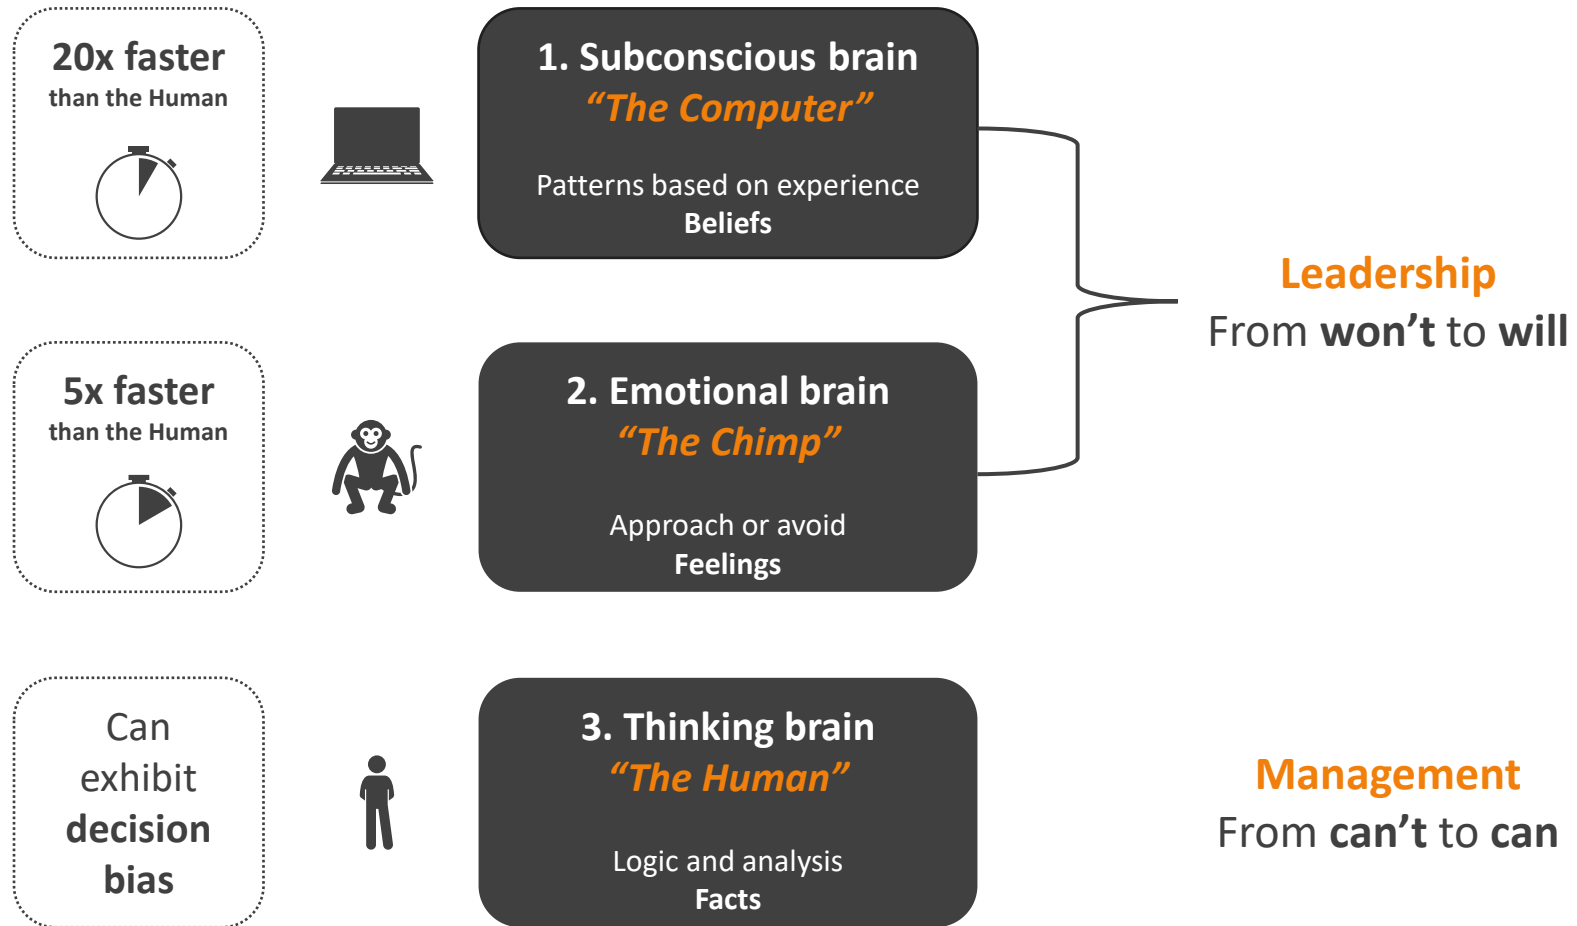 20x faster
than the Human
1. Subconscious brain
“The Computer”
Patterns based on experience
Beliefs
Leadership
From won’t to will
5x faster
than the Human
2. Emotional brain
“The Chimp”
Approach or avoid
Feelings
Can
exhibit
decision
bias
3. Thinking brain
“The Human”
Logic and analysis
Facts
Management
From can’t to can